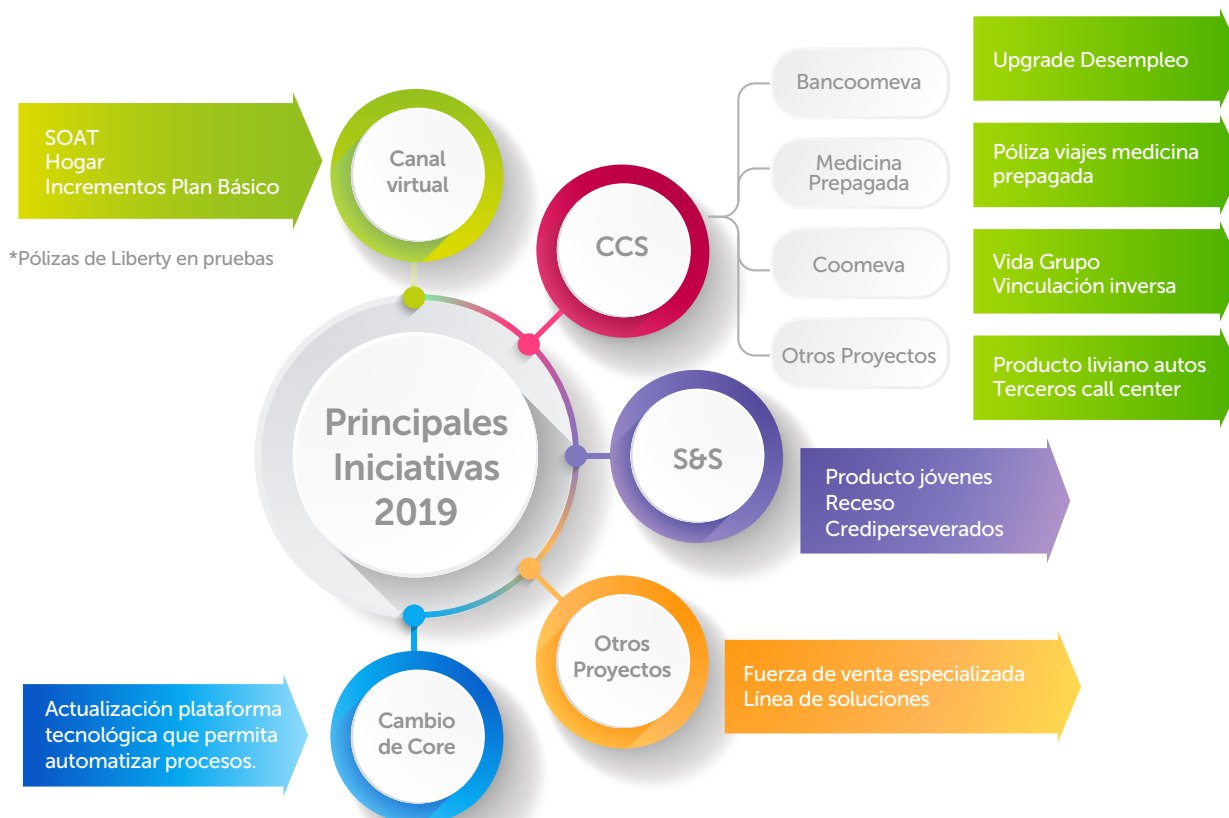 SOAT
Hogar
Incrementos Plan Básico
*Pólizas de Liberty en pruebas
Canal
virtual
CCS
Bancoomeva
Upgrade Desempleo
Medicina
Prepagada
Póliza viajes medicina
prepagada
Coomeva
Vida Grupo
Vinculación inversa
Otros Proyectos
Producto liviano autos
Terceros call center
Principales
Iniciativas
2019
S&S
Producto jóvenes
Receso
Crediperseverados
Otros
Proyectos
Fuerza de venta especializada
Línea de soluciones
Cambio
de Core
Actualización plataforma
tecnológica que permita
automatizar procesos.